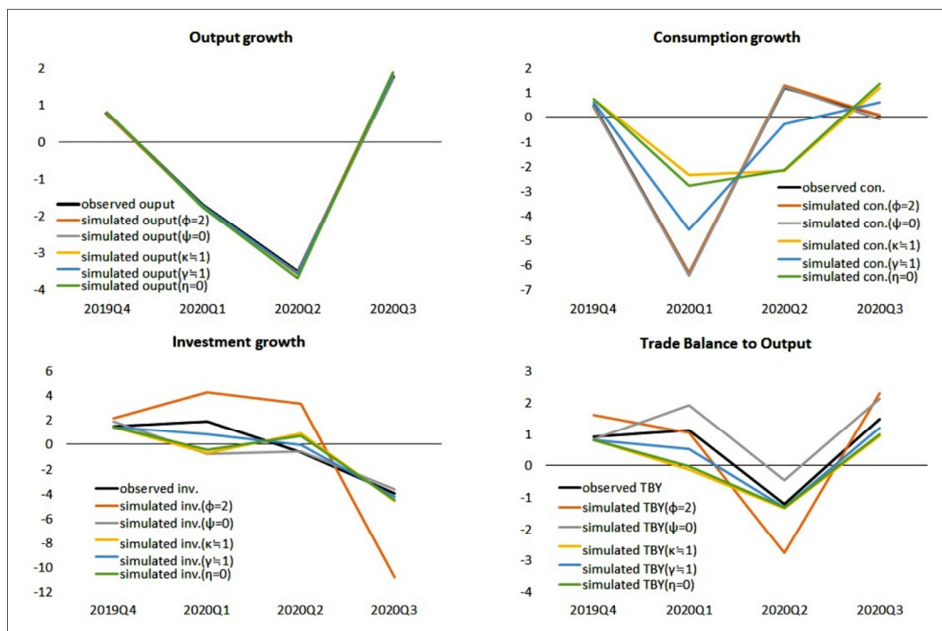 Output growth
2
1
0
-1
-2
-3
-4
observed ouput
simulated ouput(ϕ=2)
simulated ouput(ψ=0)
simulated ouput(κ≒1)
simulated ouput(γ≒1)
simulated ouput(η=0)
2019Q4 2020Q1 2020Q2 2020Q3
Consumption growth
2
1
0
-1
-2
-3
-4
-5
-6
-7
observed con.
simulated con.(ϕ=2)
simulated con.(ψ=0)
simulated con.(κ≒1)
simulated con.(γ≒1)
simulated con.(η=0)
2019Q4 2020Q1 2020Q2 2020Q3
Investment growth
6
4
2
0
-2
-4
-6
-8
-10
-12
observed inv.
simulated inv.(ϕ=2)
simulated inv.(ψ=0)
simulated inv.(κ≒1)
simulated inv.(γ≒1)
simulated inv.(η=0)
2019Q4 2020Q1 2020Q2 2020Q3
Trade Balance to Output
3
2
1
0
-1
-2
-3
-4
observed TBY
simulated TBY(ϕ=2)
simulated TBY(ψ=0)
simulated TBY(κ≒1)
simulated TBY(γ≒1)
simulated TBY(η=0)
2019Q4 2020Q1 2020Q2 2020Q3